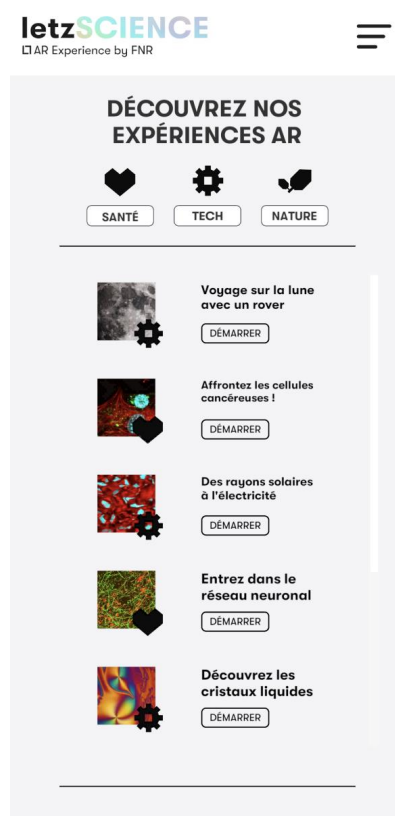 letzSCIENCE
AR Experience by FNR
DÉCOUVREZ NOS
EXPÉRIENCES AR
SANTÉ TECH NATURE
Voyage sur la lune
avec un rover
DÉMARRER
Affrontez les cellules
cancéreuses !
DÉMARRER
Des rayons solaires
à l'électricité
DÉMARRER
Entrez dans le
réseau neuronal
DÉMARRER
Découvrez les
cristaux liquides
DÉMARRER